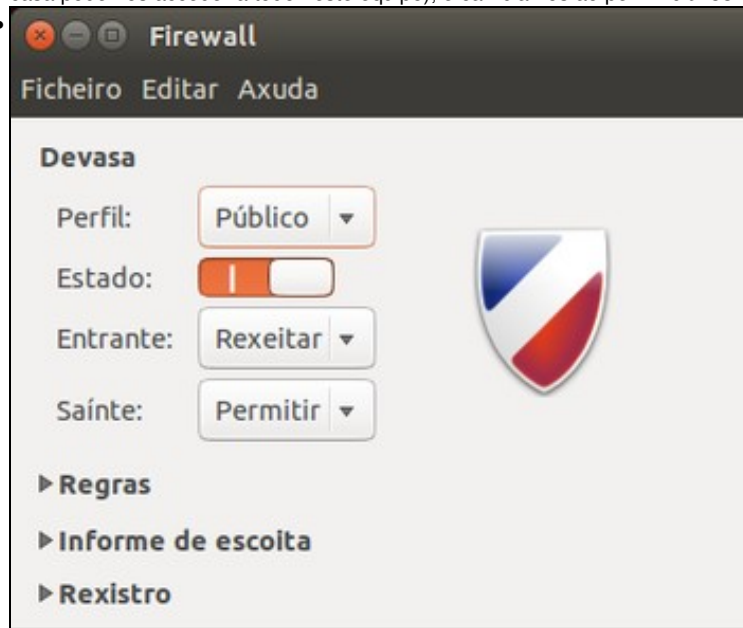 Firewall
Ficheiro Editar Axuda
Devasa
Perfil: Público
Estado:
Entrante: Rexeitar
Saínte: Permitir
Regras
Informe de escoita
Rexistro